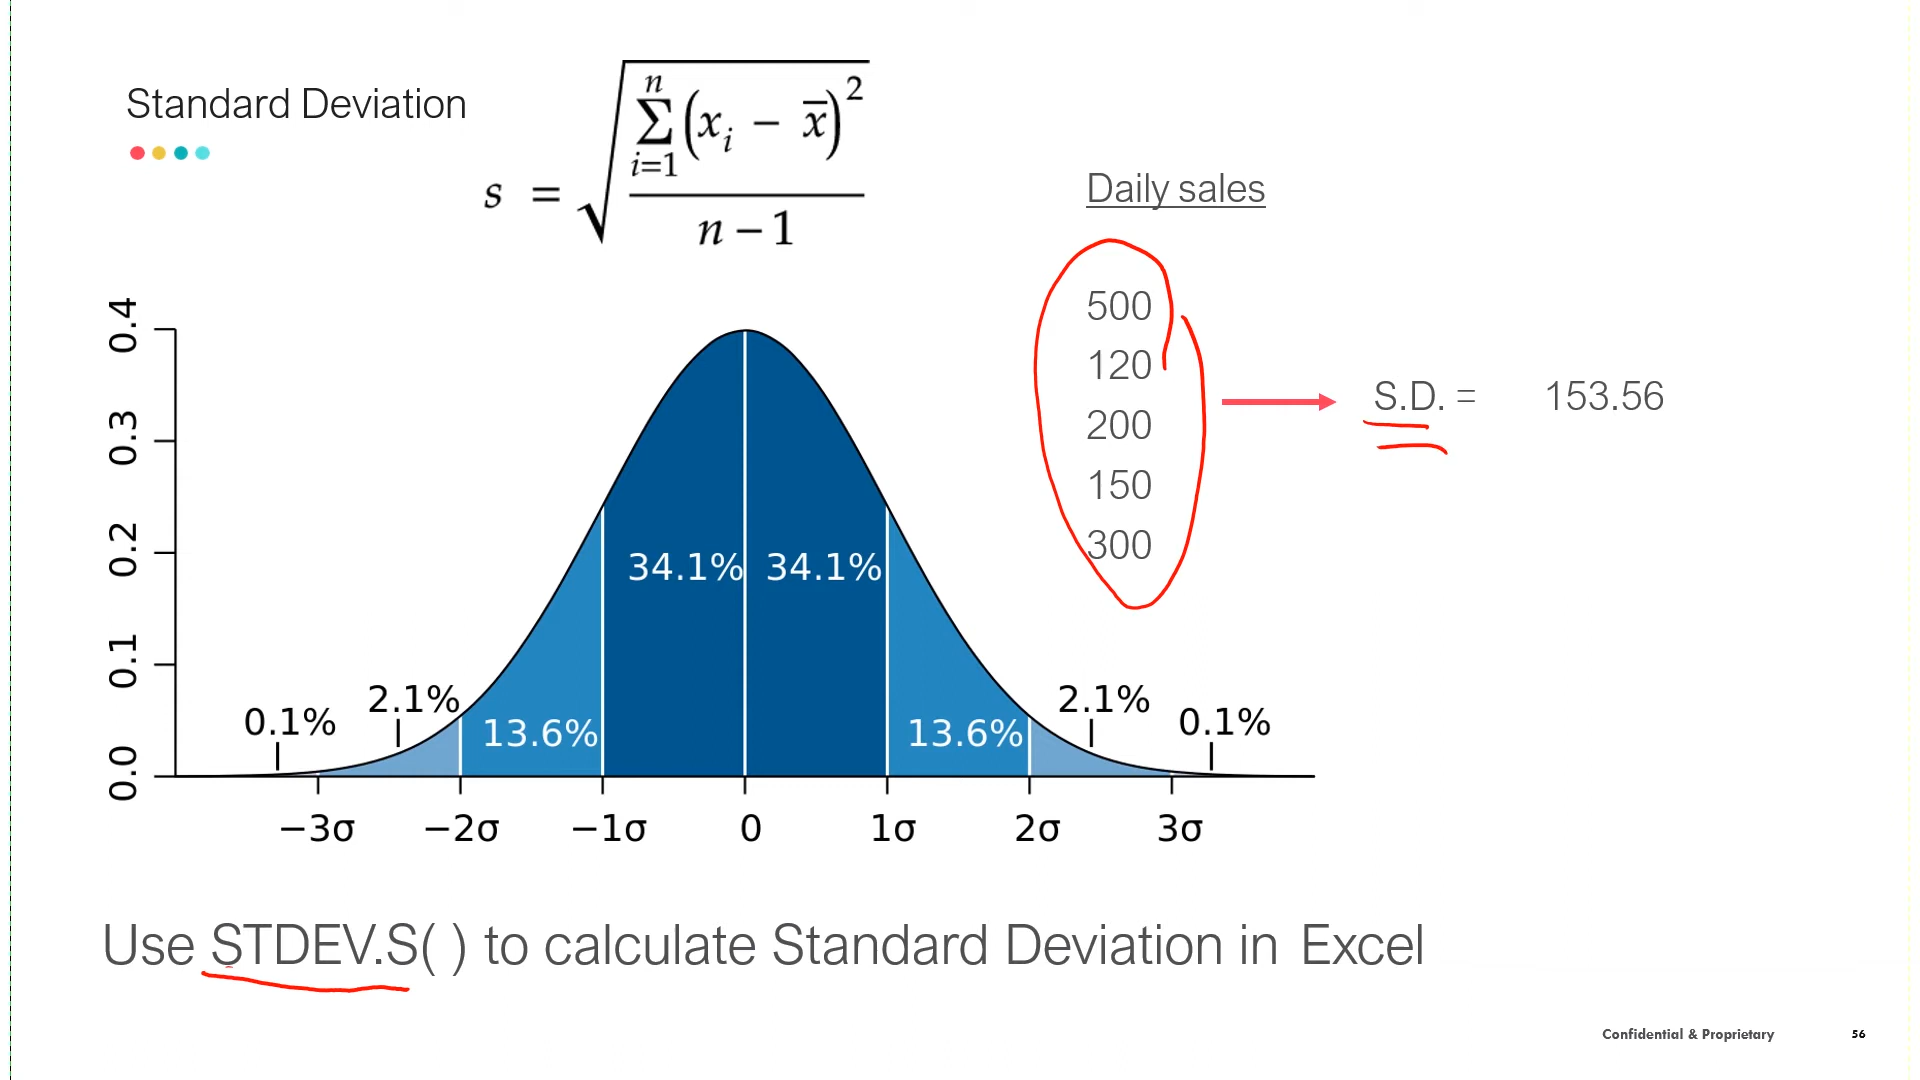 Standard Deviation
s = √ n ∑ i=1 (xᵢ − x̄)² / n − 1
Daily sales
500
120
200
150
300
S.D. = 153.56
0.4
0.3
0.2
0.1
0.0
34.1% 34.1%
0.1% 2.1% 13.6% 13.6% 2.1% 0.1%
−3σ −2σ −1σ 0 1σ 2σ 3σ
Use STDEV.S( ) to calculate Standard Deviation in Excel
Confidential & Proprietary 56